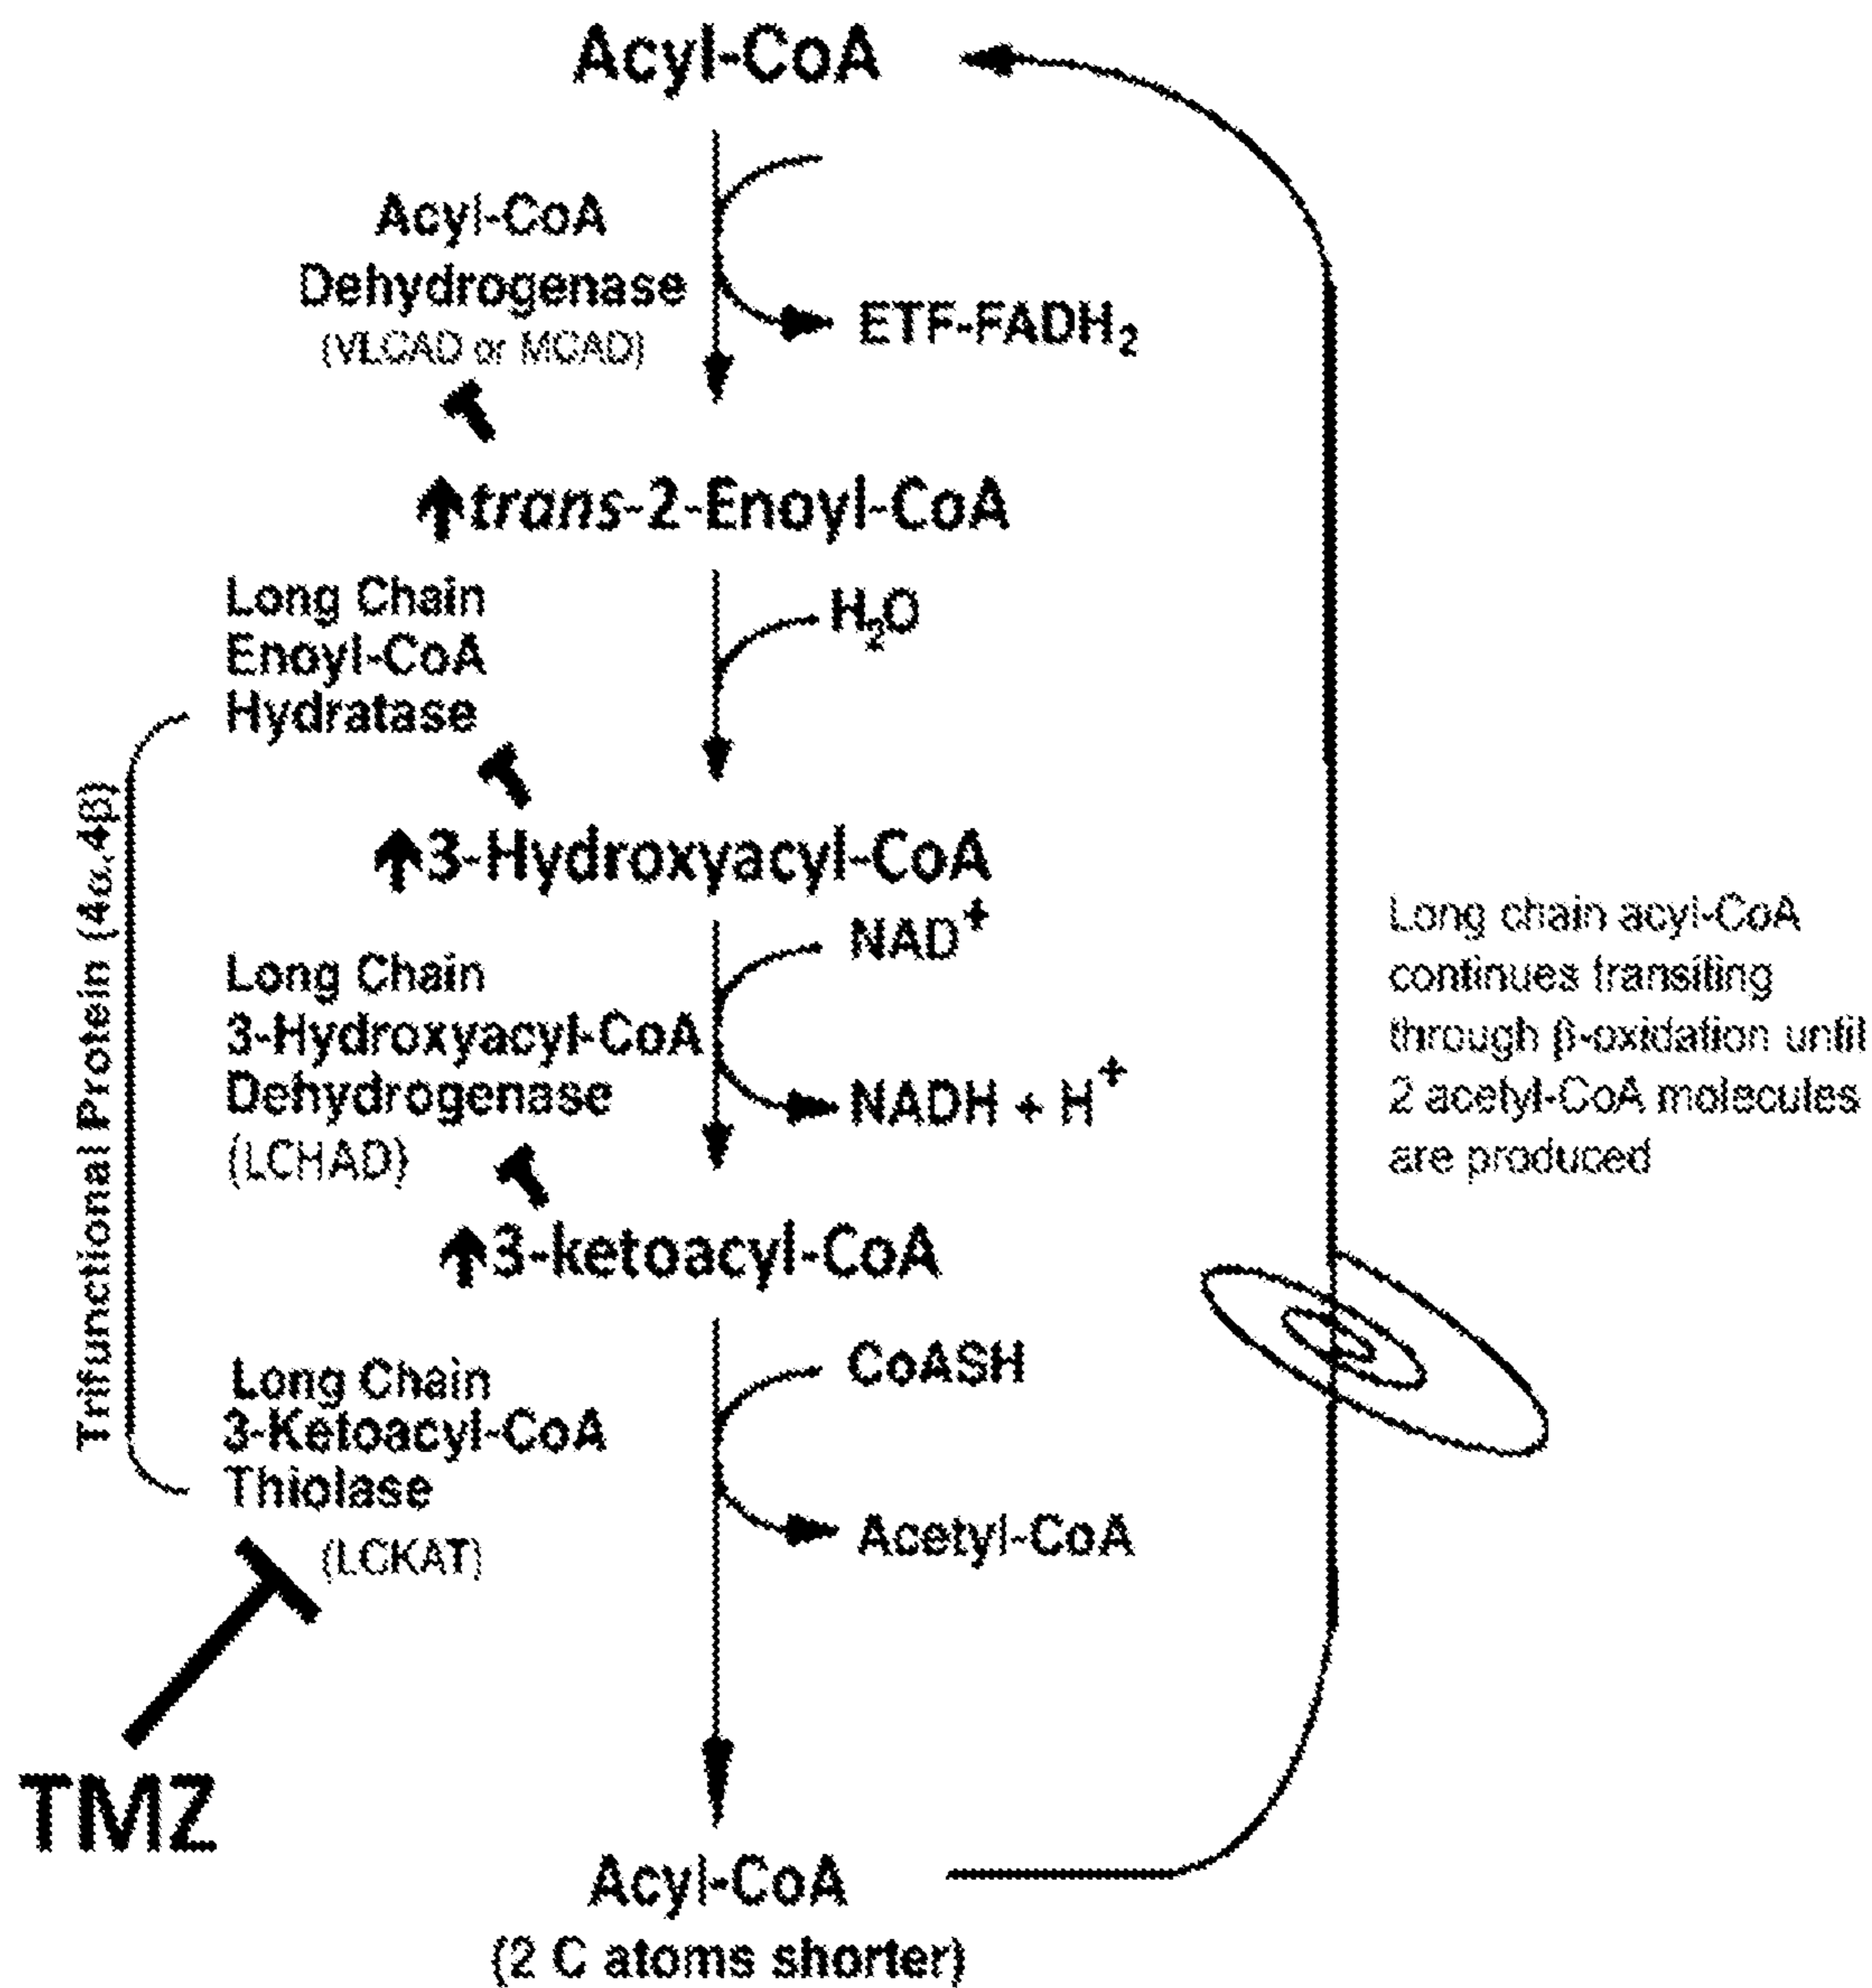 Acyl-CoA
Acyl-CoA
Dehydrogenase
(VLCAD or MCAD)
ETF-FADH₂
↑trans-2-Enoyl-CoA
Long Chain
Enoyl-CoA
Hydratase
H₂O
↑3-Hydroxyacyl-CoA
NAD⁺
Long Chain
3-Hydroxyacyl-CoA
Dehydrogenase
(LCHAD)
NADH + H⁺
↑3-ketoacyl-CoA
Long Chain
3-Ketoacyl-CoA
Thiolase
(LCKAT)
CoASH
Acetyl-CoA
Trifunctional Protein (4α,4β)
TMZ
Acyl-CoA
(2 C atoms shorter)
Long chain acyl-CoA
continues transiting
through β-oxidation until
2 acetyl-CoA molecules
are produced